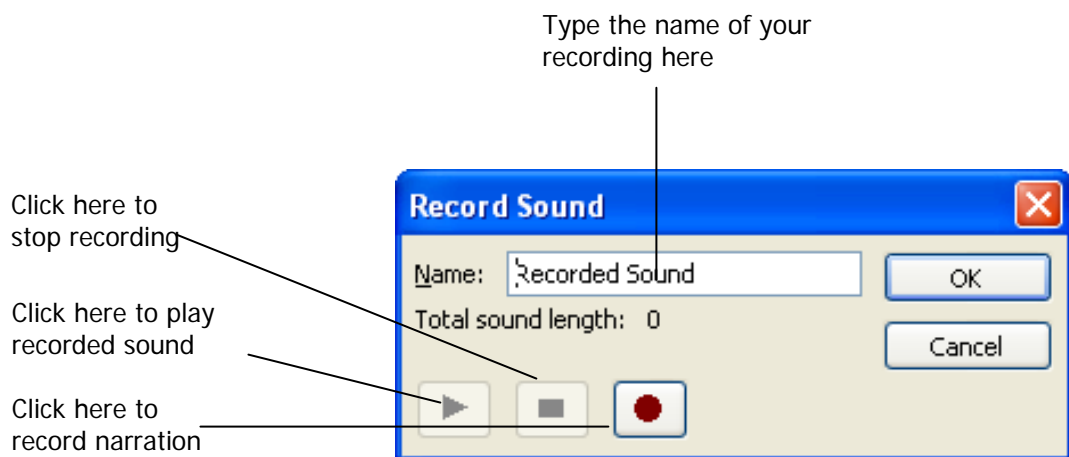 Type the name of your
recording here
Click here to
stop recording
Click here to play
recorded sound
Click here to
record narration
Record Sound
Name: Recorded Sound
OK
Total sound length: 0
Cancel